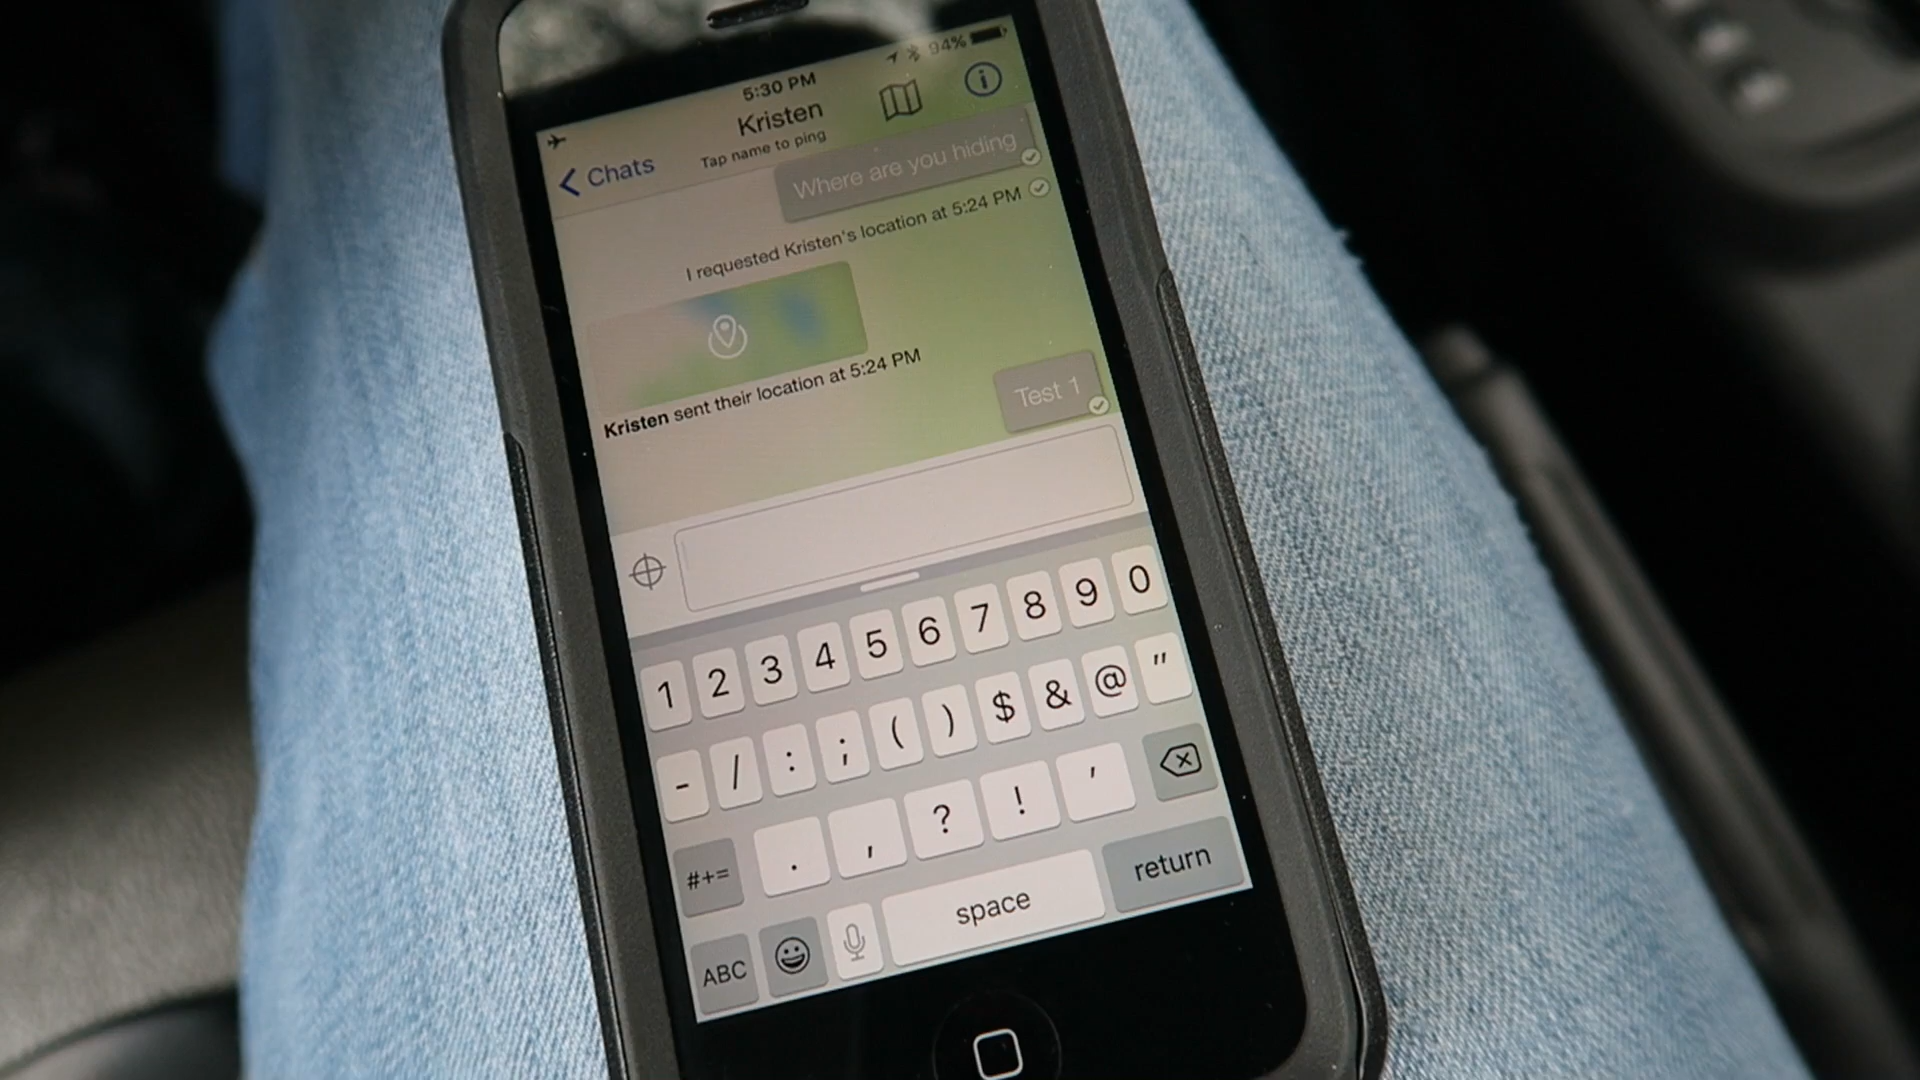 94%
5:30 PM
Kristen
Tap name to ping
Chats
Where are you hiding
I requested Kristen's location at 5:24 PM
Kristen sent their location at 5:24 PM
Test 1
1 2 3 4 5 6 7 8 9 0
- / : ; ( ) $ & @ "
#+= . , ? ! '
ABC space return